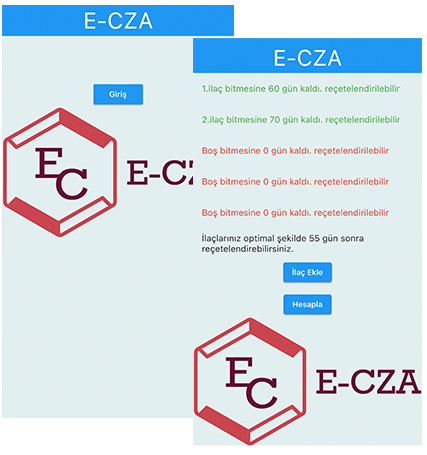 E-CZA
Giriş
EC
E-CZ
E-CZA
1.ilaç bitmesine 60 gün kaldı. reçetelendirilebilir
2.ilaç bitmesine 70 gün kaldı. reçetelendirilebilir
Boş bitmesine 0 gün kaldı. reçetelendirilebilir
Boş bitmesine 0 gün kaldı. reçetelendirilebilir
Boş bitmesine 0 gün kaldı. reçetelendirilebilir
İlaçlarınız optimal şekilde 55 gün sonra
reçetelendirebilirsiniz.
İlaç Ekle
Hesapla
EC
E-CZA